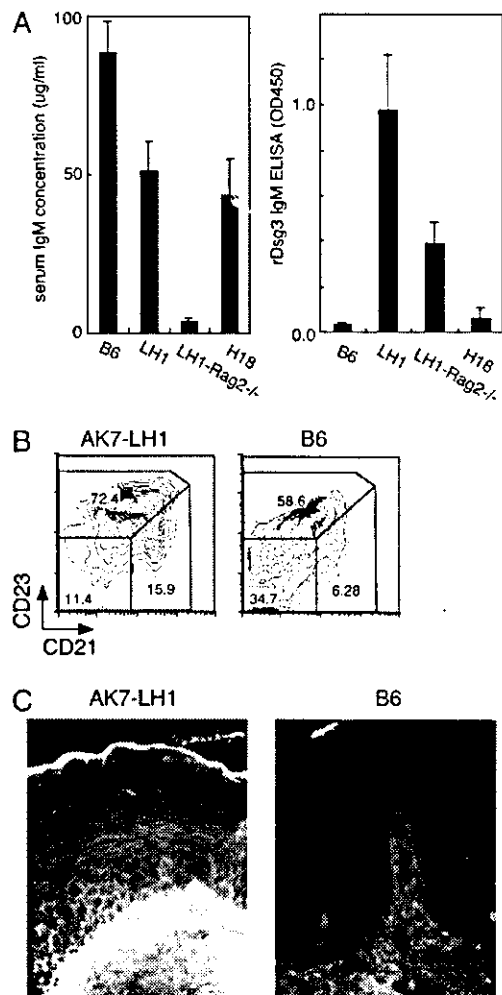 A
100
50
0
serum IgM concentration (ug/ml)
B6
LH1
LH1-Rag2-/-
H18
1.0
0.0
rDsg3 IgM ELISA (OD450)
B6
LH1
LH1-Rag2-/-
H18
B
AK7-LH1
B6
72.4
11.4
15.9
58.6
34.7
6.28
CD23
CD21
C
AK7-LH1
B6